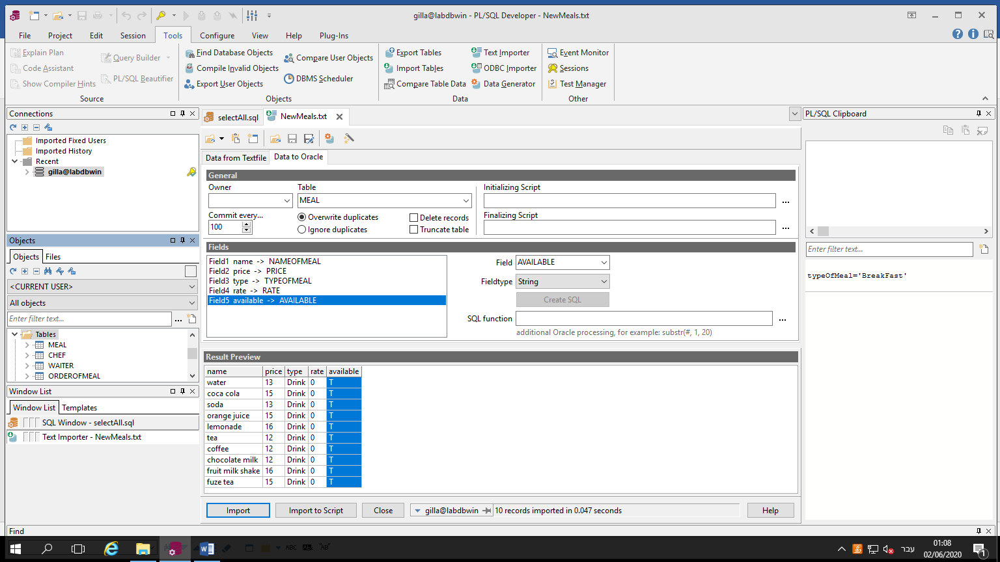 gilla@labdbwin - PL/SQL Developer - NewMeals.txt
File Project Edit Session Tools Configure View Help Plug-Ins
Explain Plan
Code Assistant
Show Compiler Hints
Query Builder
PL/SQL Beautifier
Source
Find Database Objects
Compile Invalid Objects
Export User Objects
Compare User Objects
DBMS Scheduler
Objects
Export Tables
Import Tables
Compare Table Data
Text Importer
ODBC Importer
Data Generator
Data
Event Monitor
Sessions
Test Manager
Other
Connections
Imported Fixed Users
Imported History
Recent
gilla@labdbwin
Objects
Objects Files
<CURRENT USER>
All objects
Enter filter text...
Tables
MEAL
CHEF
WAITER
ORDEROFMEAL
Window List
Window List Templates
SQL Window - selectAll.sql
Text Importer - NewMeals.txt
selectAll.sql NewMeals.txt
Data from Textfile Data to Oracle
General
Owner Table
MEAL
Commit every...
100
Overwrite duplicates
Ignore duplicates
Delete records
Truncate table
Initializing Script
Finalizing Script
Fields
Field1 name -> NAMEOFMEAL
Field2 price -> PRICE
Field3 type -> TYPEOFMEAL
Field4 rate -> RATE
Field5 available -> AVAILABLE
Field AVAILABLE
Fieldtype String
Create SQL
SQL function
additional Oracle processing, for example: substr(#, 1, 20)
Result Preview
name price type rate available
water 13 Drink 0 T
coca cola 15 Drink 0 T
soda 13 Drink 0 T
orange juice 15 Drink 0 T
lemonade 16 Drink 0 T
tea 12 Drink 0 T
coffee 12 Drink 0 T
chocolate milk 12 Drink 0 T
fruit milk shake 16 Drink 0 T
fuze tea 15 Drink 0 T
Import Import to Script Close gilla@labdbwin 10 records imported in 0.047 seconds Help
PL/SQL Clipboard
Enter filter text...
typeOfMeal='BreakFast'
Find
ABC
"AB"
עבר
01:08
02/06/2020
1